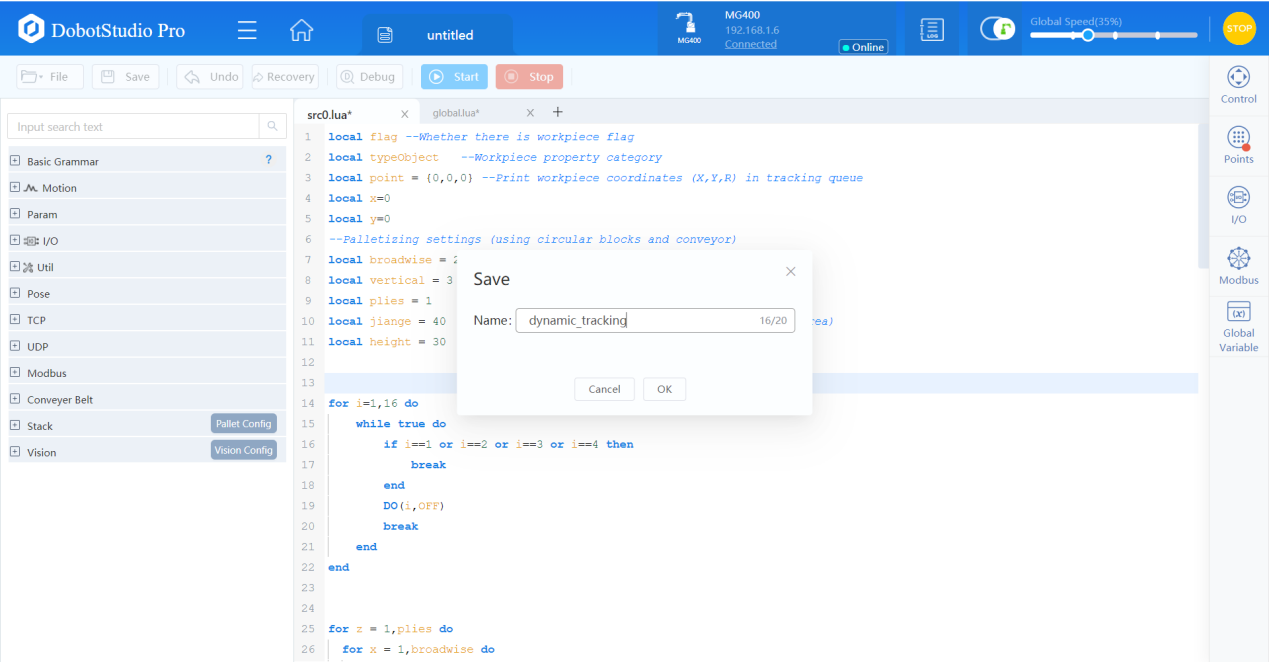 DobotStudio Pro
untitled
MG400
MG400
192.168.1.6
Connected
Online
LOG
Global Speed(35%)
STOP
File
Save
Undo
Recovery
Debug
Start
Stop
Control
Points
I/O
Modbus
(x)
Global
Variable
Input search text
Basic Grammar
?
Motion
Param
I/O
Util
Pose
TCP
UDP
Modbus
Conveyer Belt
Stack
Pallet Config
Vision
Vision Config
src0.lua*
global.lua*
1 local flag --Whether there is workpiece flag
2 local typeObject --Workpiece property category
3 local point = {0,0,0} --Print workpiece coordinates (X,Y,R) in tracking queue
4 local x=0
5 local y=0
6 --Palletizing settings (using circular blocks and conveyor)
7 local broadwise = 2
8 local vertical = 3
9 local plies = 1
10 local jiange = 40 rea)
11 local height = 30
12
13
14 for i=1,16 do
15 while true do
16 if i==1 or i==2 or i==3 or i==4 then
17 break
18 end
19 DO(i,OFF)
20 break
21 end
22 end
23
24
25 for z = 1,plies do
26 for x = 1,broadwise do
Save
Name: dynamic_tracking 16/20
Cancel OK